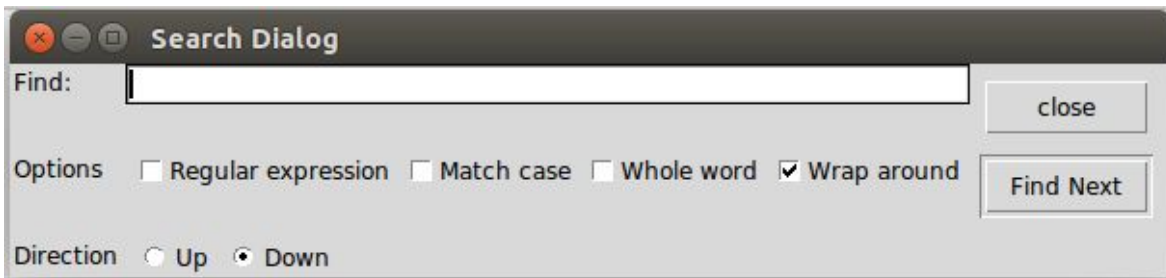 Search Dialog
Find:
close
Options Regular expression Match case Whole word Wrap around
Find Next
Direction Up Down